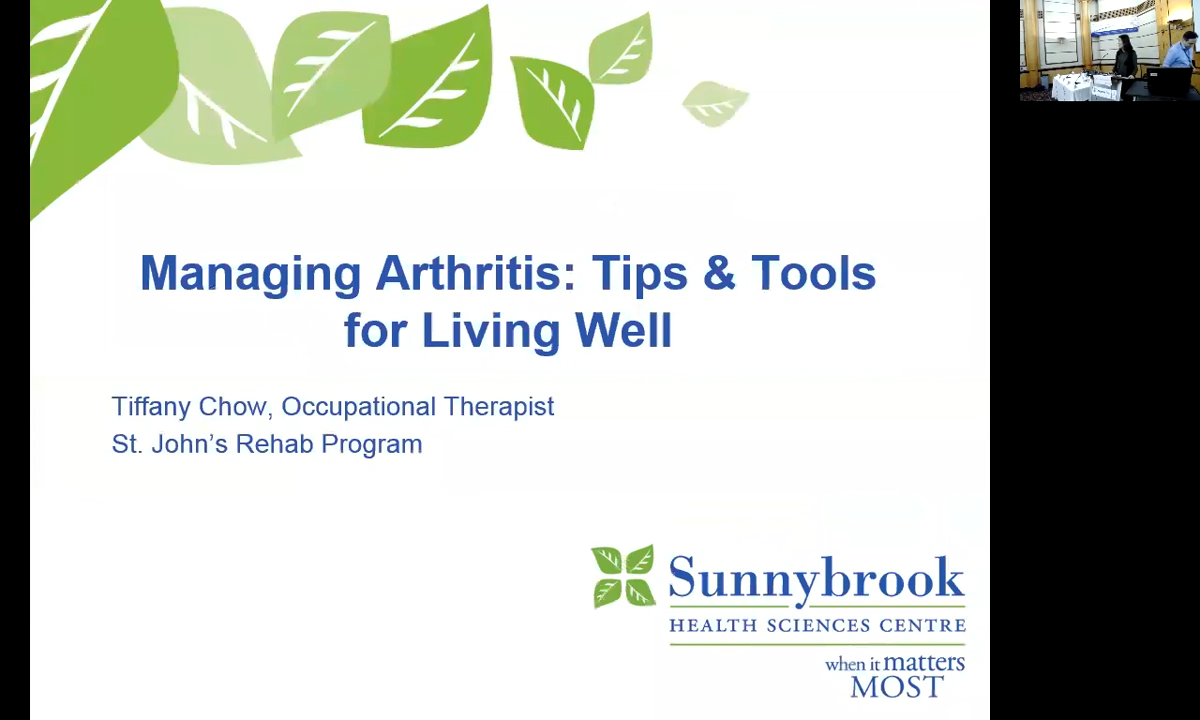 Managing Arthritis: Tips & Tools
for Living Well
Tiffany Chow, Occupational Therapist
St. John’s Rehab Program
Sunnybrook
HEALTH SCIENCES CENTRE
when it matters
MOST